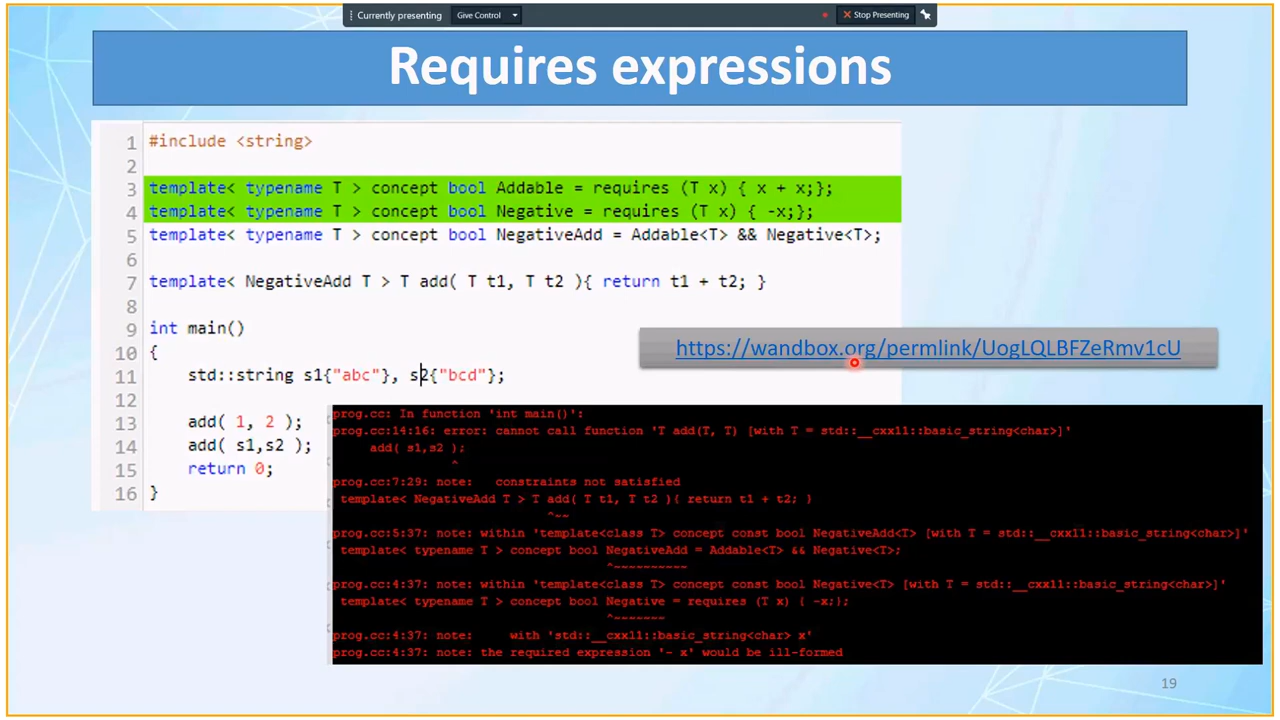 Currently presenting Give Control Stop Presenting
Requires expressions
1 #include <string>
2
3 template< typename T > concept bool Addable = requires (T x) { x + x;};
4 template< typename T > concept bool Negative = requires (T x) { -x;};
5 template< typename T > concept bool NegativeAdd = Addable<T> && Negative<T>;
6
7 template< NegativeAdd T > T add( T t1, T t2 ){ return t1 + t2; }
8
9 int main()
10 {
https://wandbox.org/permlink/UogLQLBFZeRmv1cU
11 std::string s1{"abc"}, s2{"bcd"};
12
13 add( 1, 2 );
14 add( s1,s2 );
15 return 0;
16 }
prog.cc: In function 'int main()':
prog.cc:14:16: error: cannot call function 'T add(T, T) [with T = std::__cxx11::basic_string<char>]'
add( s1,s2 );
^
prog.cc:7:29: note: constraints not satisfied
template< NegativeAdd T > T add( T t1, T t2 ){ return t1 + t2; }
^~~
prog.cc:5:37: note: within 'template<class T> concept const bool NegativeAdd<T> [with T = std::__cxx11::basic_string<char>]'
template< typename T > concept bool NegativeAdd = Addable<T> && Negative<T>;
^~~~~~~~~~~
prog.cc:4:37: note: within 'template<class T> concept const bool Negative<T> [with T = std::__cxx11::basic_string<char>]'
template< typename T > concept bool Negative = requires (T x) { -x;};
^~~~~~~~
prog.cc:4:37: note: with 'std::__cxx11::basic_string<char> x'
prog.cc:4:37: note: the required expression '- x' would be ill-formed
19